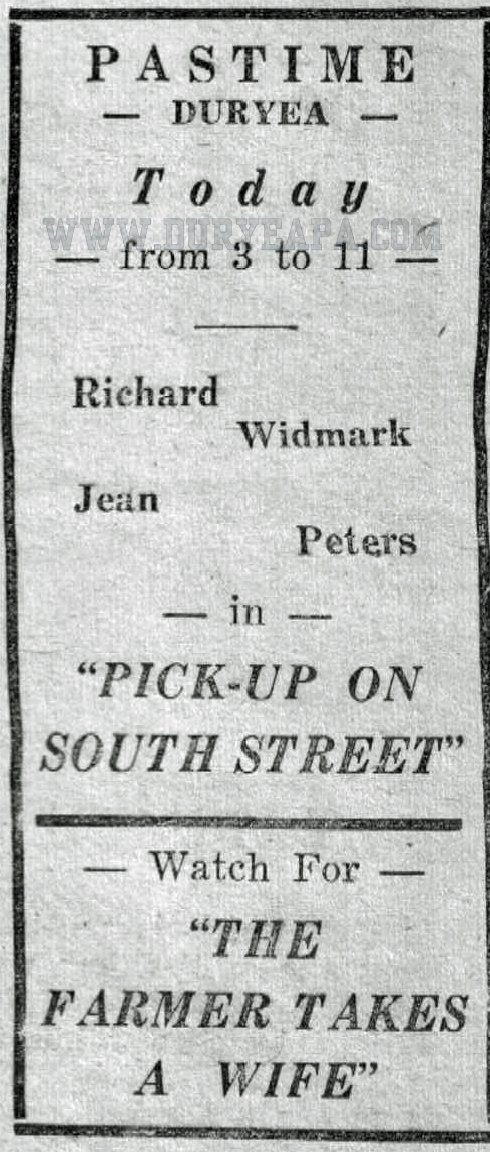 PASTIME
— DURYEA —
Today
WWW.DURYEAPA.COM
— from 3 to 11 —
Richard
Widmark
Jean
Peters
— in —
"PICK-UP ON
SOUTH STREET"
— Watch For —
"THE
FARMER TAKES
A WIFE"